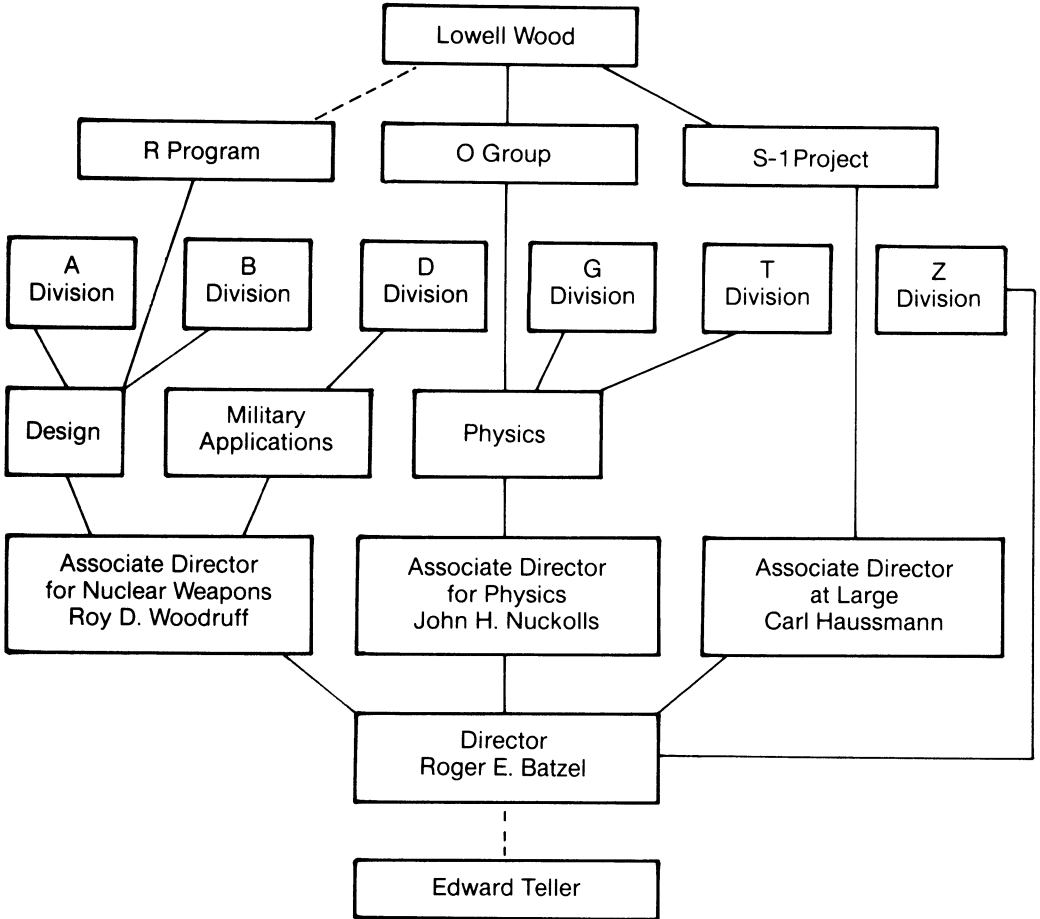 Lowell Wood
R Program
O Group
S-1 Project
A
Division
B
Division
D
Division
G
Division
T
Division
Z
Division
Design
Military
Applications
Physics
Associate Director
for Nuclear Weapons
Roy D. Woodruff
Associate Director
for Physics
John H. Nuckolls
Associate Director
at Large
Carl Haussmann
Director
Roger E. Batzel
Edward Teller